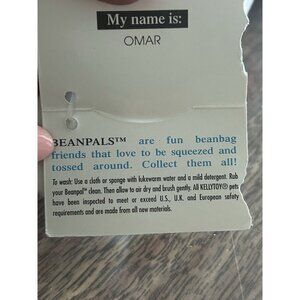 My name is:
OMAR
BEANPALS™ are fun beanbag
friends that love to be squeezed and
tossed around. Collect them all!
To wash: Use a cloth or sponge with lukewarm water and a mild detergent. Rub
your Beanpal® clean. Then allow to air dry and brush gently. All KELLYTOY® pets
have been inspected to meet or exceed U.S., U.K. and European safety
requirements and are made from all new materials.